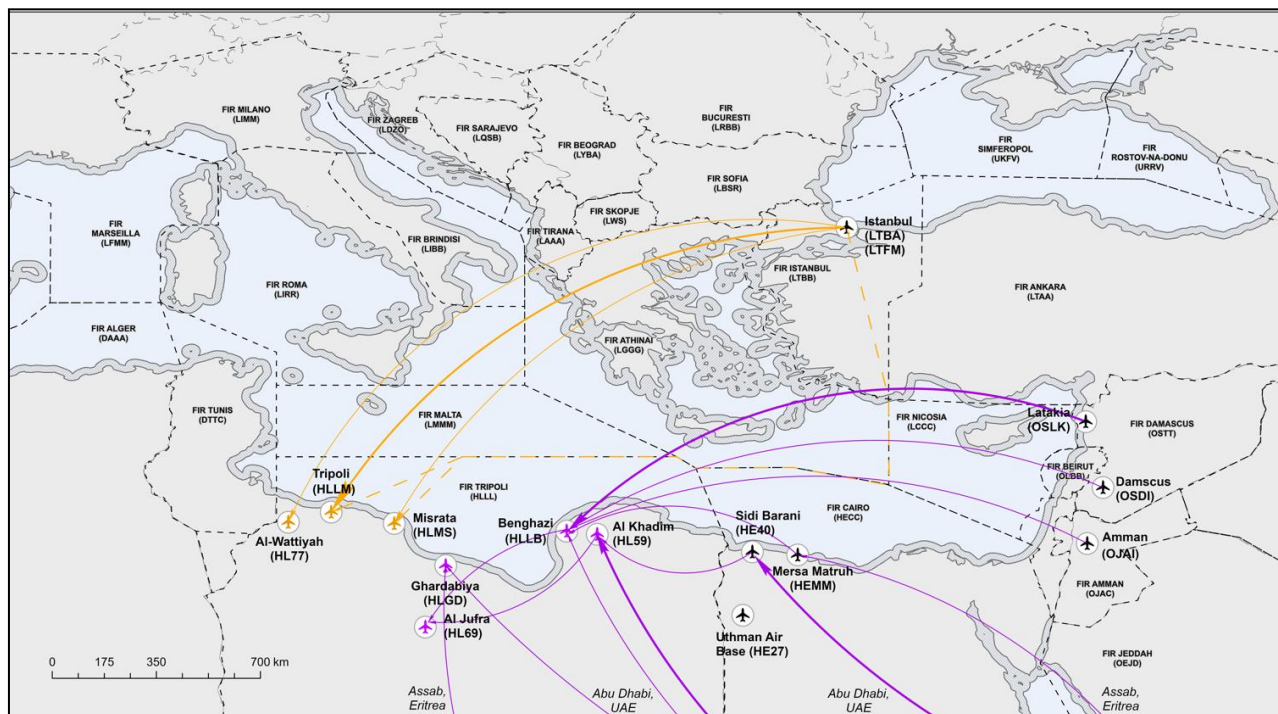 FIR MILANO
(LIMM)
FIR ZAGREB
(LDZO)
FIR SARAJEVO
(LQSB)
FIR BEOGRAD
(LYBA)
FIR
BUCURESTI
(LRBB)
FIR
SIMFEROPOL
(UKFV)
FIR
ROSTOV-NA-DONU
(URRV)
FIR SOFIA
(LBSR)
FIR SKOPJE
(LWS)
FIR
MARSEILLA
(LFMM)
FIR BRINDISI
(LIBB)
FIR TIRANA
(LAAA)
Istanbul
(LTBA)
(LTFM)
FIR ISTANBUL
(LTBB)
FIR ROMA
(LIRR)
FIR ANKARA
(LTAA)
FIR ALGER
(DAAA)
FIR ATHINAI
(LGGG)
FIR TUNIS
(DTTC)
FIR MALTA
(LMMM)
FIR NICOSIA
(LCCC)
Latakia
(OSLK)
FIR DAMASCUS
(OSTT)
Tripoli
(HLLM)
FIR TRIPOLI
(HLLL)
FIR BEIRUT
(OLBB)
Damscus
(OSDI)
Al-Wattiyah
(HL77)
Misrata
(HLMS)
Benghazi
(HLLB)
Al Khadim
(HL59)
Sidi Barani
(HE40)
FIR CAIRO
(HECC)
Amman
(OJAI)
Mersa Matruh
(HEMM)
Ghardabiya
(HLGD)
FIR AMMAN
(OJAC)
Al Jufra
(HL69)
Uthman Air
Base (HE27)
FIR JEDDAH
(OEJD)
0 175 350 700 km
Assab,
Eritrea
Abu Dhabi,
UAE
Abu Dhabi,
UAE
Assab,
Eritrea